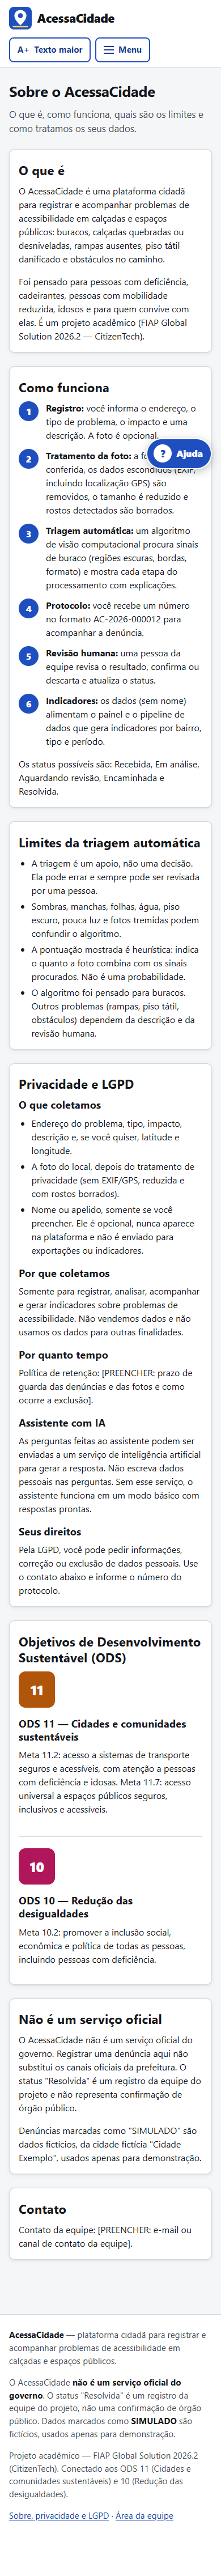 AcessaCidade
A+ Texto maior
Menu
Sobre o AcessaCidade
O que é, como funciona, quais são os limites e
como tratamos os seus dados.
O que é
O AcessaCidade é uma plataforma cidadã
para registrar e acompanhar problemas de
acessibilidade em calçadas e espaços
públicos: buracos, calçadas quebradas ou
desniveladas, rampas ausentes, piso tátil
danificado e obstáculos no caminho.
Foi pensado para pessoas com deficiência,
cadeirantes, pessoas com mobilidade
reduzida, idosos e para quem convive com
elas. É um projeto acadêmico (FIAP Global
Solution 2026.2 — CitizenTech).
Como funciona
1 Registro: você informa o endereço, o
tipo de problema, o impacto e uma
descrição. A foto é opcional.
? Ajuda
2 Tratamento da foto: a
conferida, os dados escondidos (EXIF,
incluindo localização GPS) são
removidos, o tamanho é reduzido e
rostos detectados são borrados.
3 Triagem automática: um algoritmo
de visão computacional procura sinais
de buraco (regiões escuras, bordas,
formato) e mostra cada etapa do
processamento com explicações.
4 Protocolo: você recebe um número
no formato AC-2026-000012 para
acompanhar a denúncia.
5 Revisão humana: uma pessoa da
equipe revisa o resultado, confirma ou
descarta e atualiza o status.
6 Indicadores: os dados (sem nome)
alimentam o painel e o pipeline de
dados que gera indicadores por bairro,
tipo e período.
Os status possíveis são: Recebida, Em análise,
Aguardando revisão, Encaminhada e
Resolvida.
Limites da triagem automática
• A triagem é um apoio, não uma decisão.
Ela pode errar e sempre pode ser revisada
por uma pessoa.
• Sombras, manchas, folhas, água, piso
escuro, pouca luz e fotos tremidas podem
confundir o algoritmo.
• A pontuação mostrada é heurística: indica
o quanto a foto combina com os sinais
procurados. Não é uma probabilidade.
• O algoritmo foi pensado para buracos.
Outros problemas (rampas, piso tátil,
obstáculos) dependem da descrição e da
revisão humana.
Privacidade e LGPD
O que coletamos
• Endereço do problema, tipo, impacto,
descrição e, se você quiser, latitude e
longitude.
• A foto do local, depois do tratamento de
privacidade (sem EXIF/GPS, reduzida e
com rostos borrados).
• Nome ou apelido, somente se você
preencher. Ele é opcional, nunca aparece
na plataforma e não é enviado para
exportações ou indicadores.
Por que coletamos
Somente para registrar, analisar, acompanhar
e gerar indicadores sobre problemas de
acessibilidade. Não vendemos dados e não
usamos os dados para outras finalidades.
Por quanto tempo
Política de retenção: [PREENCHER: prazo de
guarda das denúncias e das fotos e como
ocorre a exclusão].
Assistente com IA
As perguntas feitas ao assistente podem ser
enviadas a um serviço de inteligência artificial
para gerar a resposta. Não escreva dados
pessoais nas perguntas. Sem esse serviço, o
assistente funciona em um modo básico com
respostas prontas.
Seus direitos
Pela LGPD, você pode pedir informações,
correção ou exclusão de dados pessoais. Use
o contato abaixo e informe o número do
protocolo.
Objetivos de Desenvolvimento
Sustentável (ODS)
11
ODS 11 — Cidades e comunidades
sustentáveis
Meta 11.2: acesso a sistemas de transporte
seguros e acessíveis, com atenção a pessoas
com deficiência e idosas. Meta 11.7: acesso
universal a espaços públicos seguros,
inclusivos e acessíveis.
10
ODS 10 — Redução das
desigualdades
Meta 10.2: promover a inclusão social,
econômica e política de todas as pessoas,
incluindo pessoas com deficiência.
Não é um serviço oficial
O AcessaCidade não é um serviço oficial do
governo. Registrar uma denúncia aqui não
substitui os canais oficiais da prefeitura. O
status "Resolvida" é um registro da equipe do
projeto e não representa confirmação de
órgão público.
Denúncias marcadas como "SIMULADO" são
dados fictícios, da cidade fictícia "Cidade
Exemplo", usados apenas para demonstração.
Contato
Contato da equipe: [PREENCHER: e-mail ou
canal de contato da equipe].
AcessaCidade — plataforma cidadã para registrar e
acompanhar problemas de acessibilidade em
calçadas e espaços públicos.
O AcessaCidade não é um serviço oficial do
governo. O status "Resolvida" é um registro da
equipe do projeto, não uma confirmação de órgão
público. Dados marcados como SIMULADO são
fictícios, usados apenas para demonstração.
Projeto acadêmico — FIAP Global Solution 2026.2
(CitizenTech). Conectado aos ODS 11 (Cidades e
comunidades sustentáveis) e 10 (Redução das
desigualdades).
Sobre, privacidade e LGPD · Área da equipe